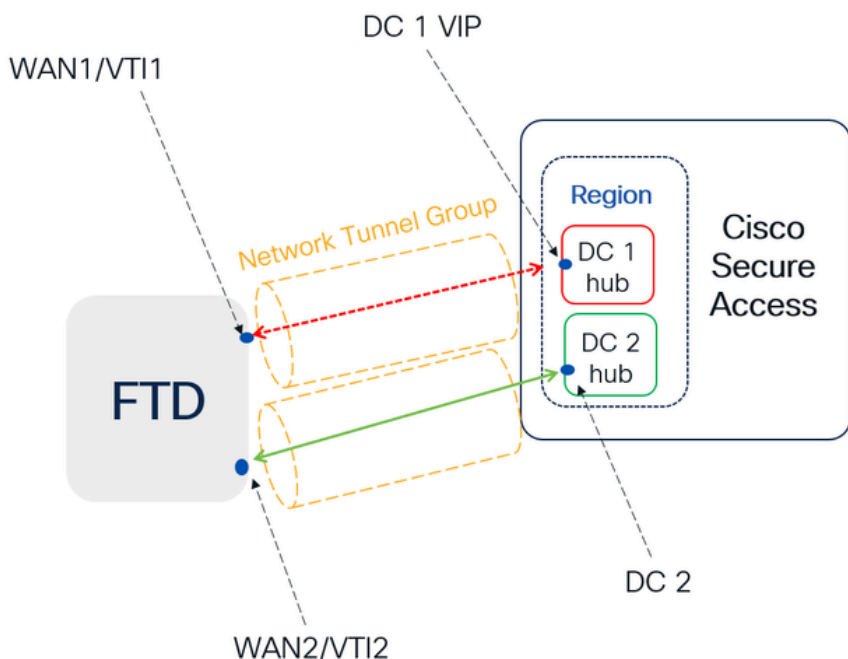 DC 1 VIP
WAN1/VTI1
Network Tunnel Group
Region
DC 1
hub
Cisco
Secure
Access
DC 2
hub
FTD
DC 2
WAN2/VTI2